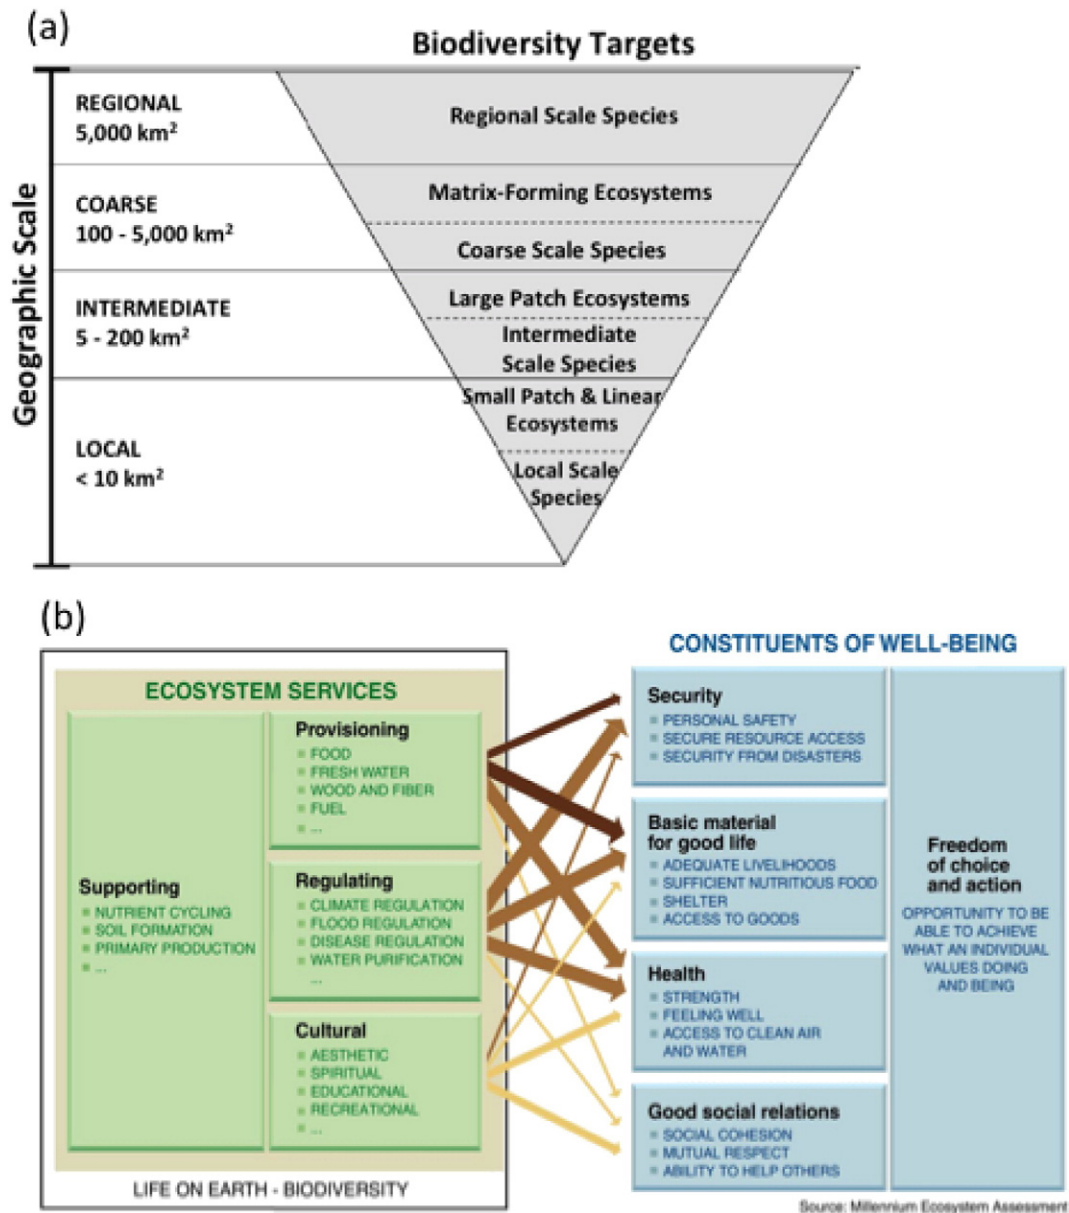 (a)
Biodiversity Targets
Geographic Scale
REGIONAL
5,000 km²
Regional Scale Species
COARSE
100 - 5,000 km²
Matrix-Forming Ecosystems
Coarse Scale Species
INTERMEDIATE
5 - 200 km²
Large Patch Ecosystems
Intermediate
Scale Species
LOCAL
< 10 km²
Small Patch & Linear
Ecosystems
Local Scale
Species
(b)
ECOSYSTEM SERVICES
Supporting
NUTRIENT CYCLING
SOIL FORMATION
PRIMARY PRODUCTION
...
Provisioning
FOOD
FRESH WATER
WOOD AND FIBER
FUEL
...
Regulating
CLIMATE REGULATION
FLOOD REGULATION
DISEASE REGULATION
WATER PURIFICATION
...
Cultural
AESTHETIC
SPIRITUAL
EDUCATIONAL
RECREATIONAL
...
LIFE ON EARTH - BIODIVERSITY
CONSTITUENTS OF WELL-BEING
Security
PERSONAL SAFETY
SECURE RESOURCE ACCESS
SECURITY FROM DISASTERS
Basic material
for good life
ADEQUATE LIVELIHOODS
SUFFICIENT NUTRITIOUS FOOD
SHELTER
ACCESS TO GOODS
Health
STRENGTH
FEELING WELL
ACCESS TO CLEAN AIR
AND WATER
Good social relations
SOCIAL COHESION
MUTUAL RESPECT
ABILITY TO HELP OTHERS
Freedom
of choice
and action
OPPORTUNITY TO BE
ABLE TO ACHIEVE
WHAT AN INDIVIDUAL
VALUES DOING
AND BEING
Source: Millennium Ecosystem Assessment